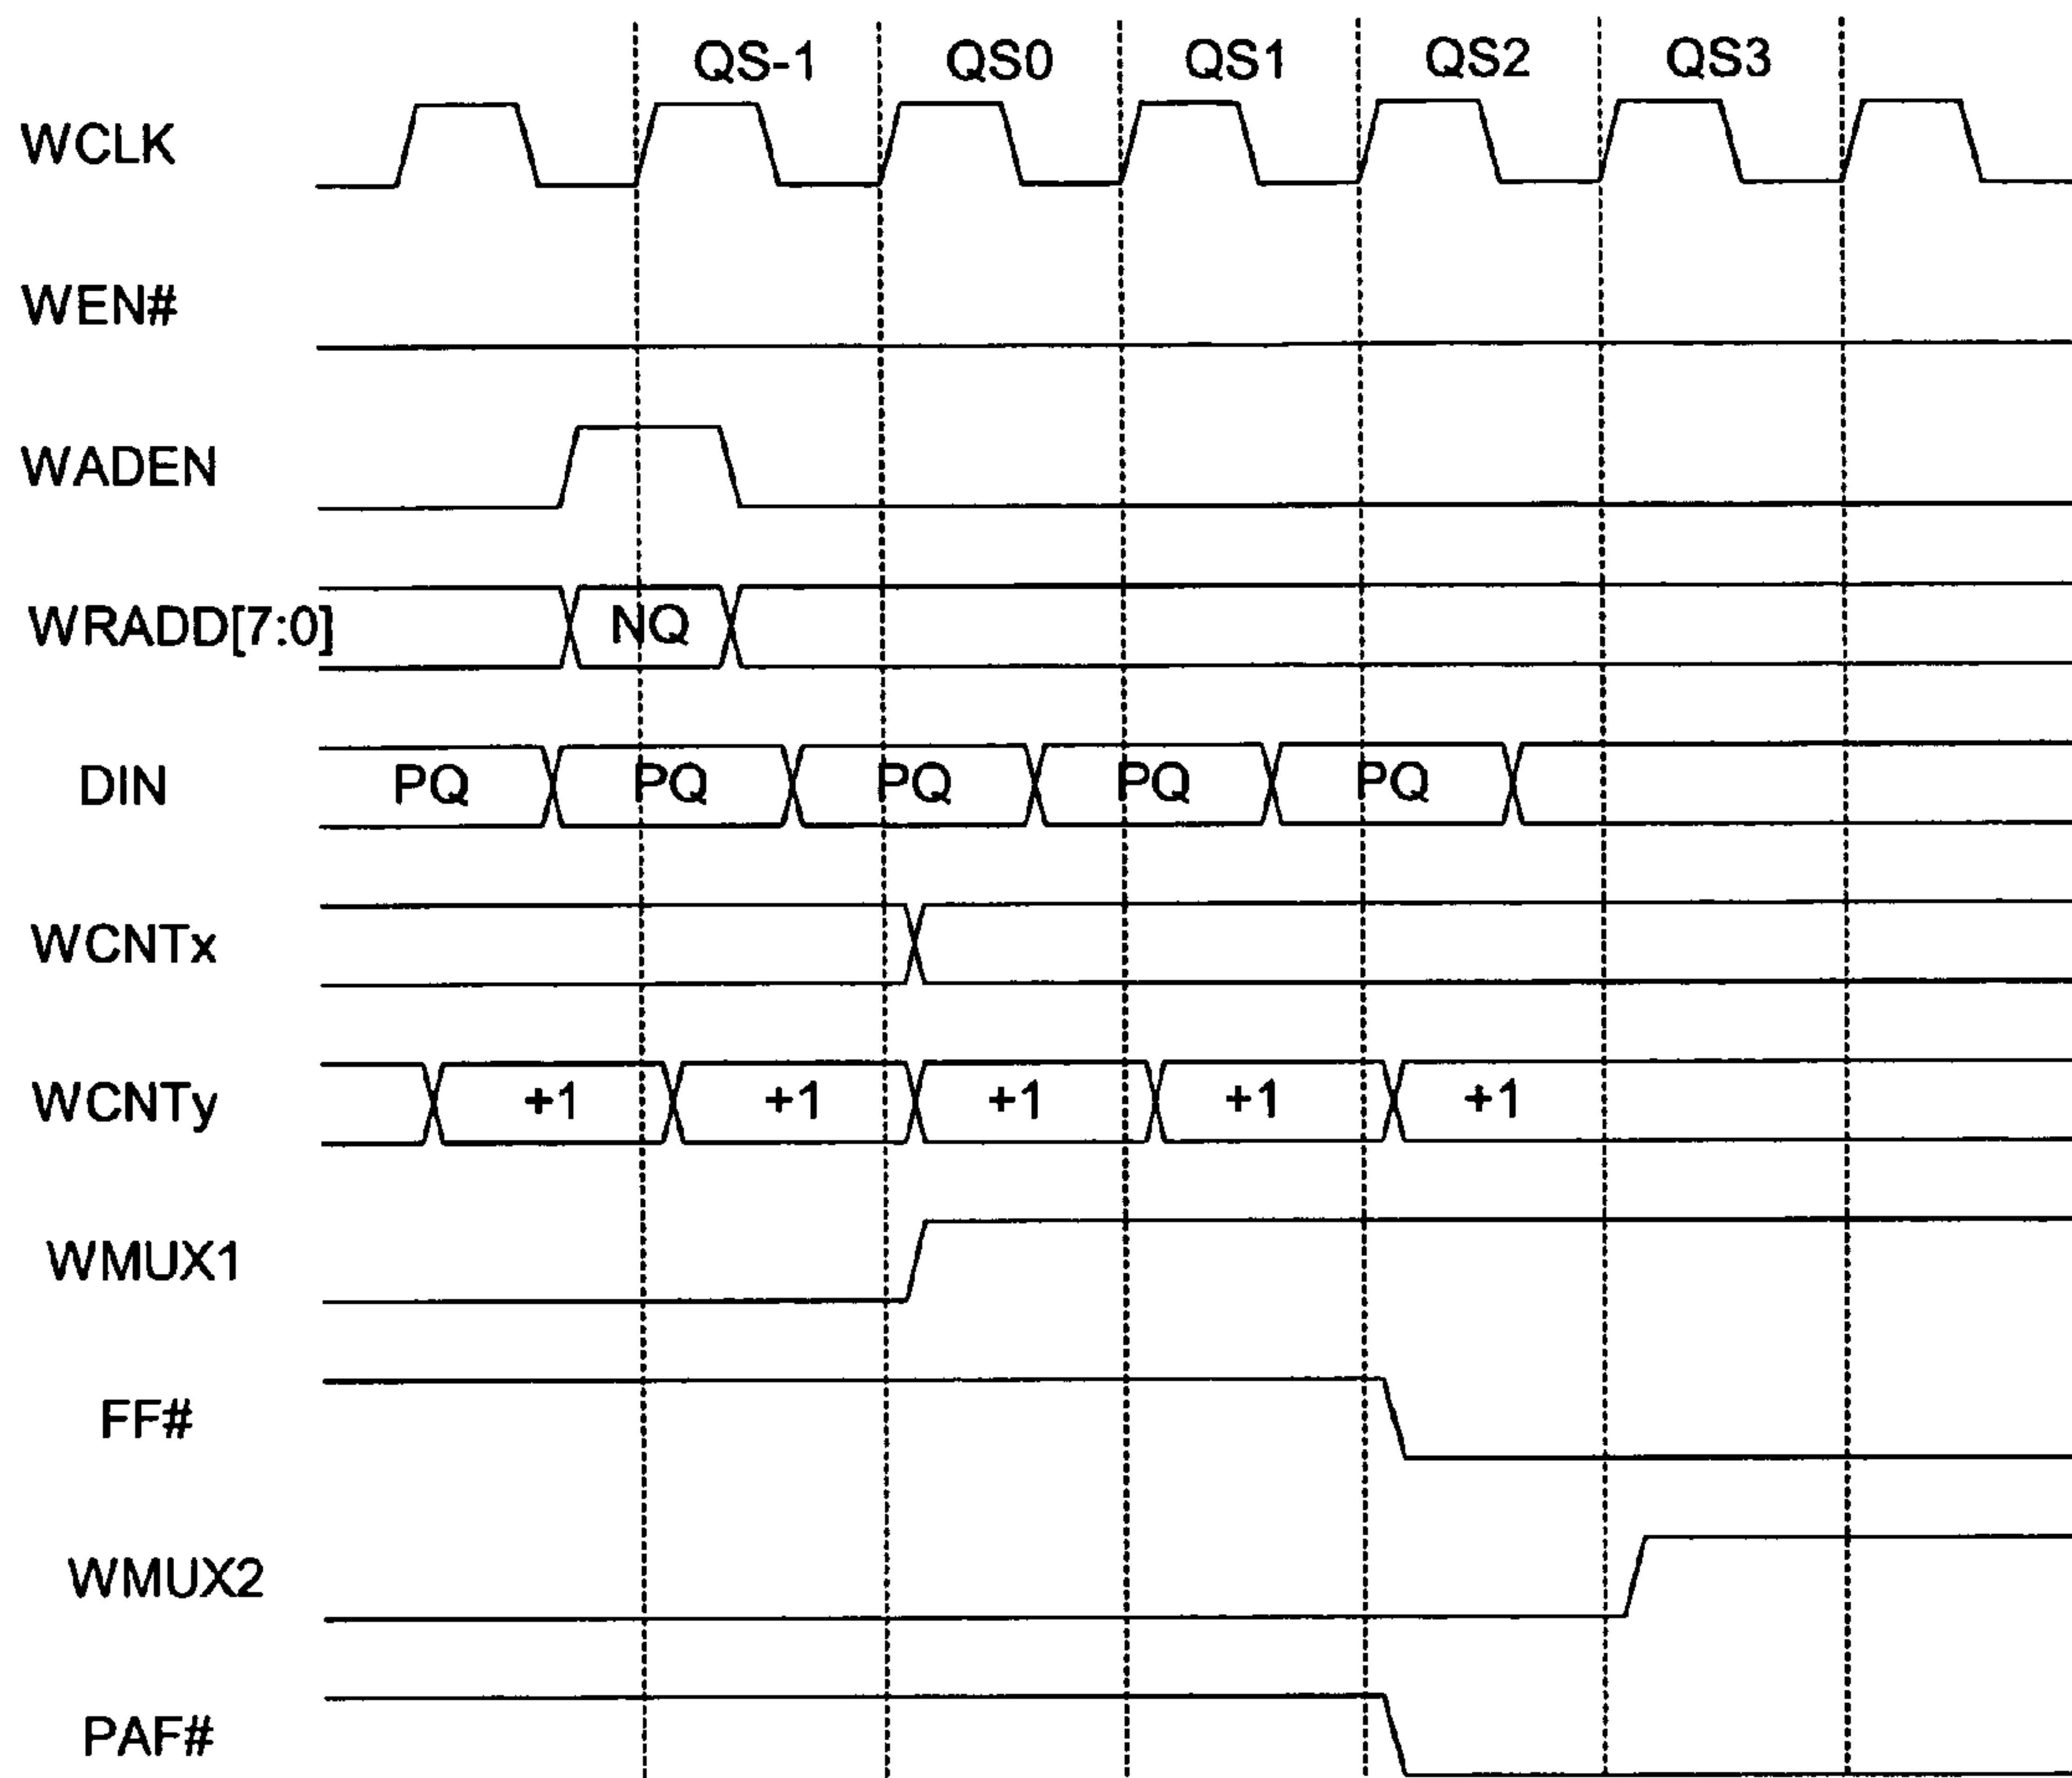 QS-1 QS0 QS1 QS2 QS3
WCLK
WEN#
WADEN
WRADD[7:0] NQ
DIN PQ PQ PQ PQ PQ
WCNTx
WCNTy +1 +1 +1 +1 +1
WMUX1
FF#
WMUX2
PAF#